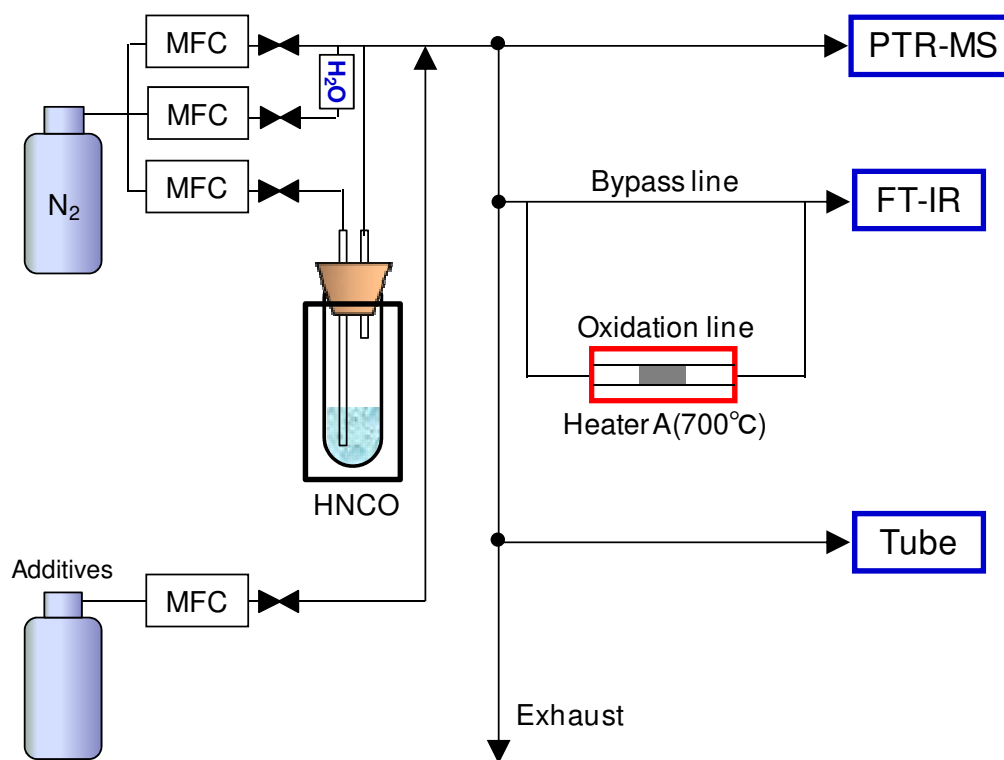 MFC
PTR-MS
H₂O
MFC
MFC
N₂
Bypass line
FT-IR
Oxidation line
Heater A(700℃)
HNCO
Tube
Additives
MFC
Exhaust